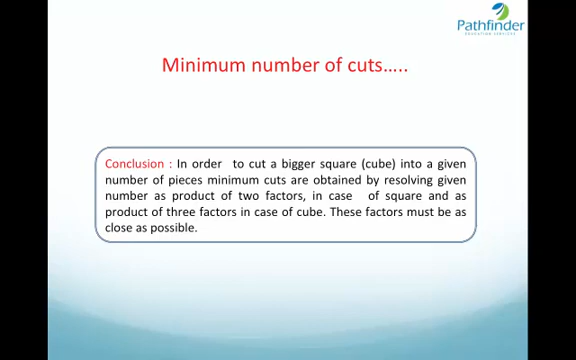 Pathfinder
EDUCATION SERVICES
Minimum number of cuts…..
Conclusion : In order to cut a bigger square (cube) into a given
number of pieces minimum cuts are obtained by resolving given
number as product of two factors, in case of square and as
product of three factors in case of cube. These factors must be as
close as possible.